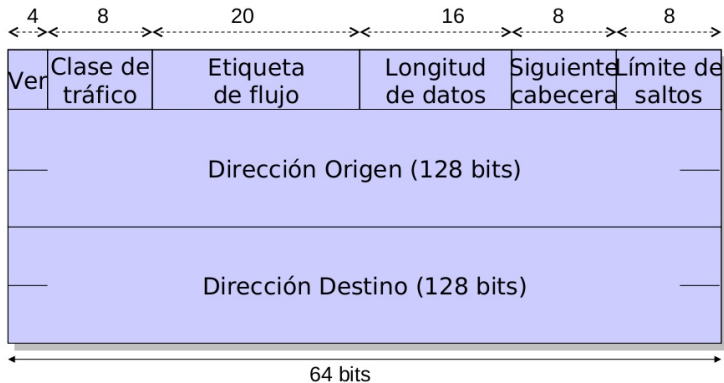 4 8 20 16 8 8
Ver
Clase de
tráfico
Etiqueta
de flujo
Longitud
de datos
Siguiente
cabecera
Límite de
saltos
Dirección Origen (128 bits)
Dirección Destino (128 bits)
64 bits